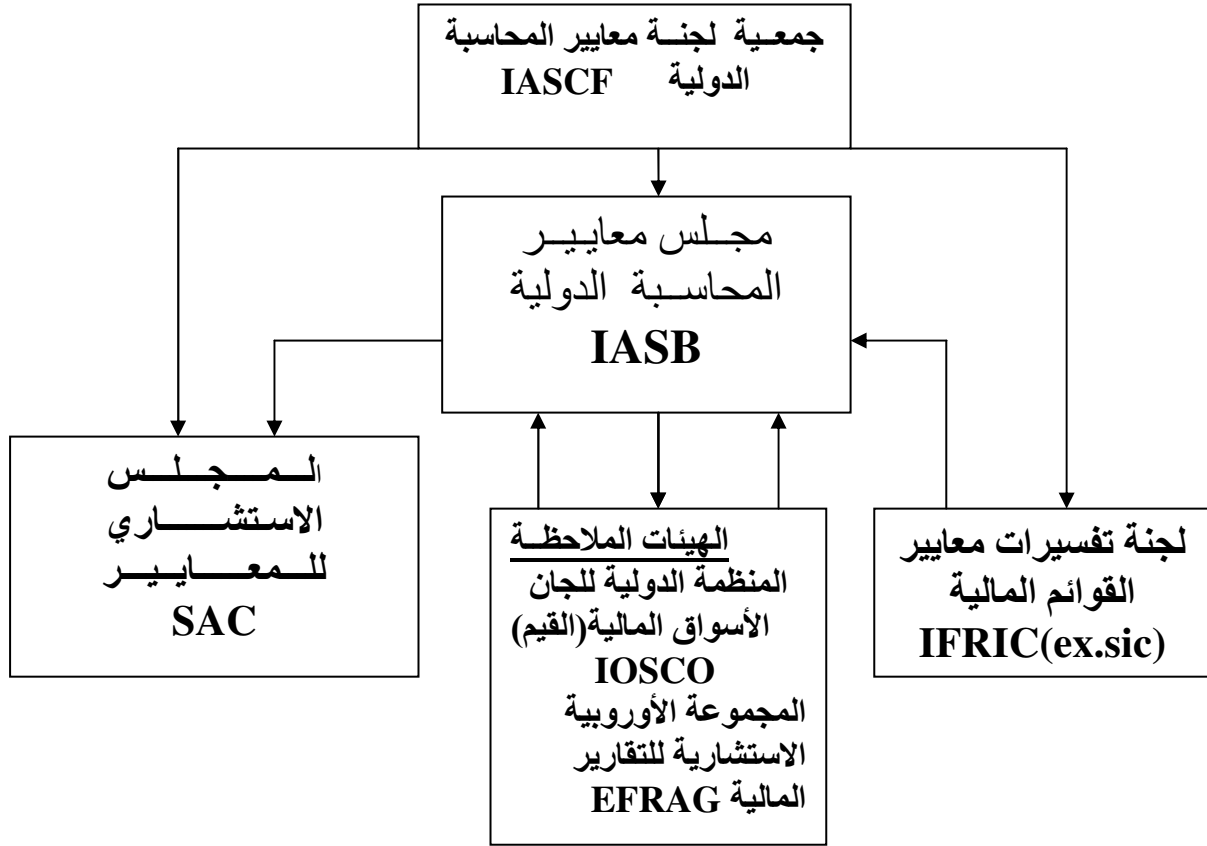 جمعية لجنة معايير المحاسبة
الدولية IASCF
مجلس معايير
المحاسبة الدولية
IASB
المجلس
الاستشاري
للمعايير
SAC
الهيئات الملاحظة
المنظمة الدولية للجان
الأسواق المالية(القيم)
IOSCO
المجموعة الأوروبية
الاستشارية للتقارير
المالية EFRAG
لجنة تفسيرات معايير
القوائم المالية
IFRIC(ex.sic)